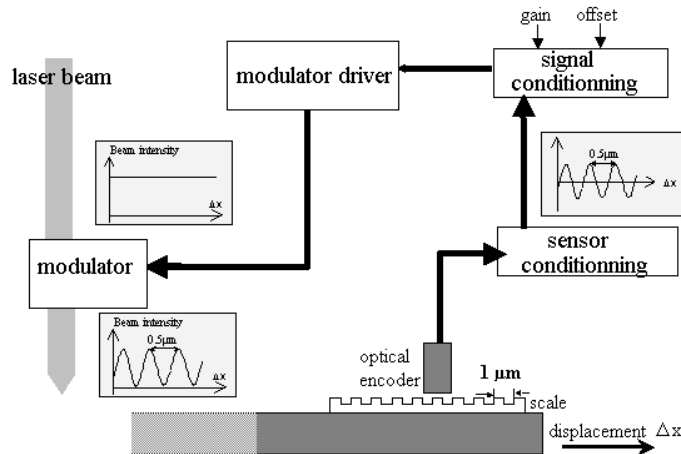 gain offset
laser beam
modulator driver
signal
conditionning
Beam intensity
Δx
0.5μm
Δx
modulator
sensor
conditionning
Beam intensity
0.5μm
Δx
optical
encoder
1 μm
scale
displacement Δx